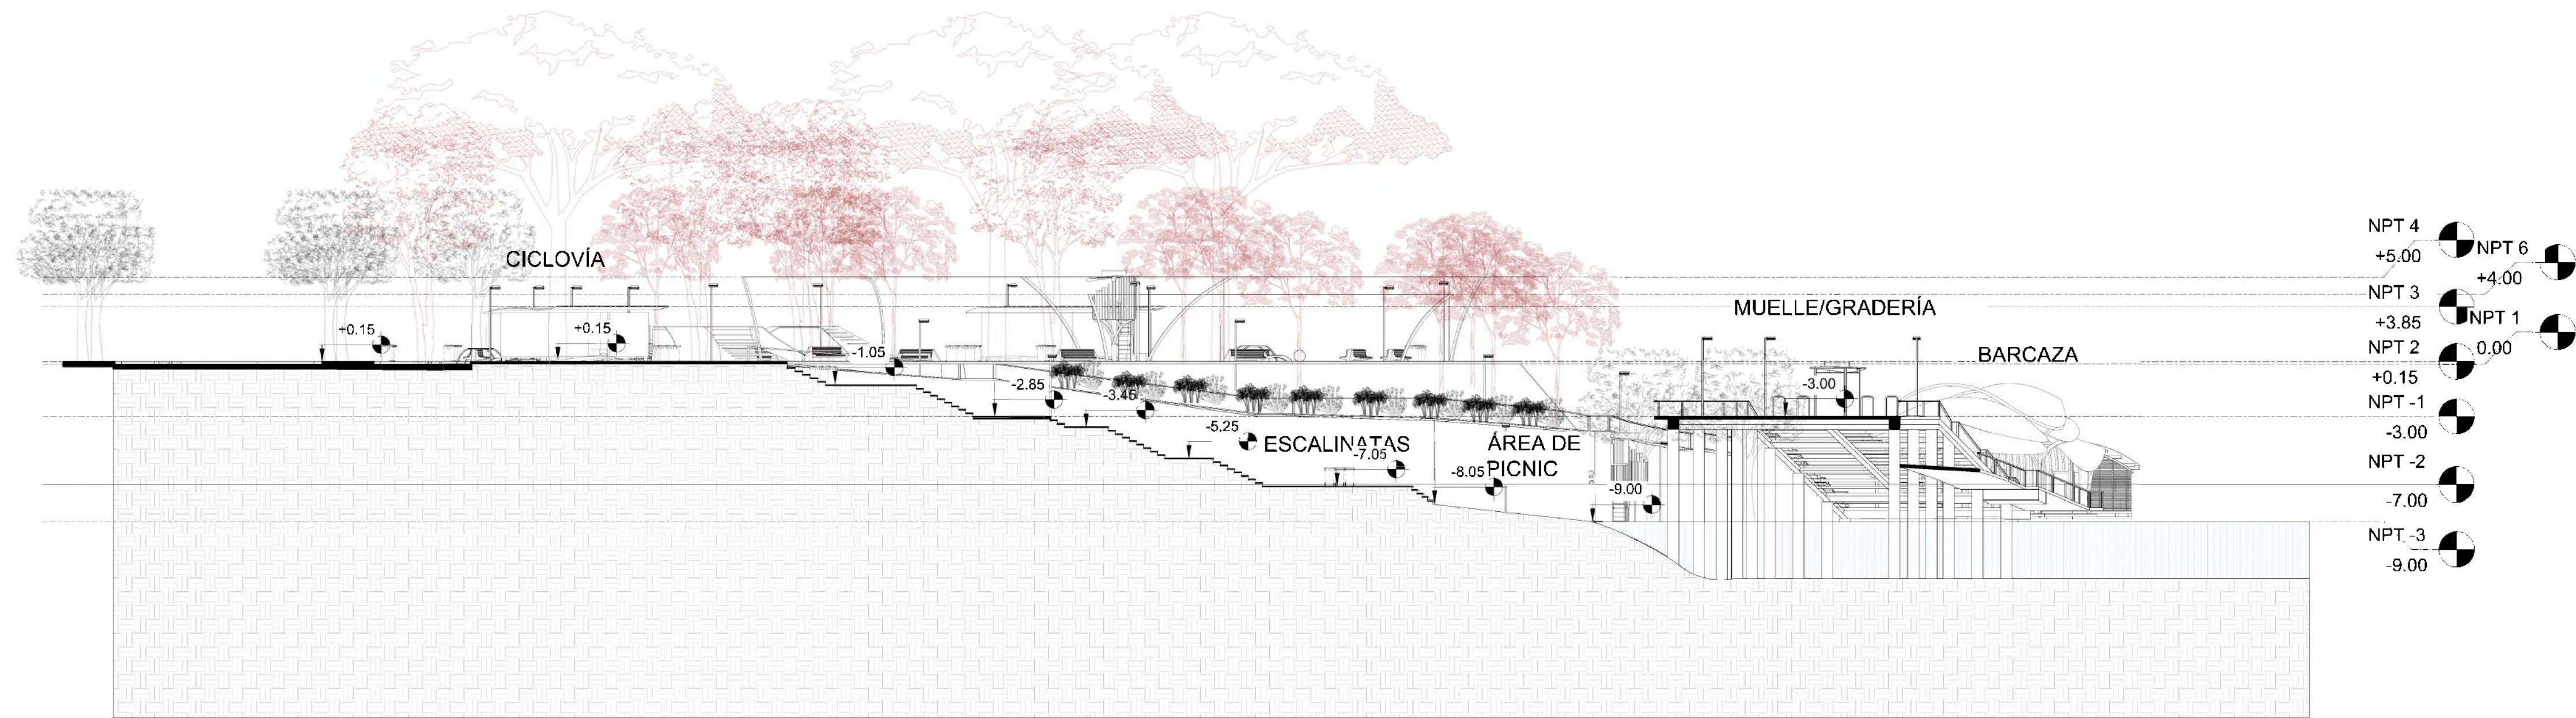 CICLOVÍA
+0.15
+0.15
-1.05
-2.85
-3.45
-5.25
ESCALINATAS
-7.05
-8.05
ÁREA DE
PICNIC
-9.00
MUELLE/GRADERÍA
-3.00
BARCAZA
NPT 4
+5.00
NPT 6
+4.00
NPT 3
+3.85
NPT 1
0.00
NPT 2
+0.15
NPT -1
-3.00
NPT -2
-7.00
NPT -3
-9.00